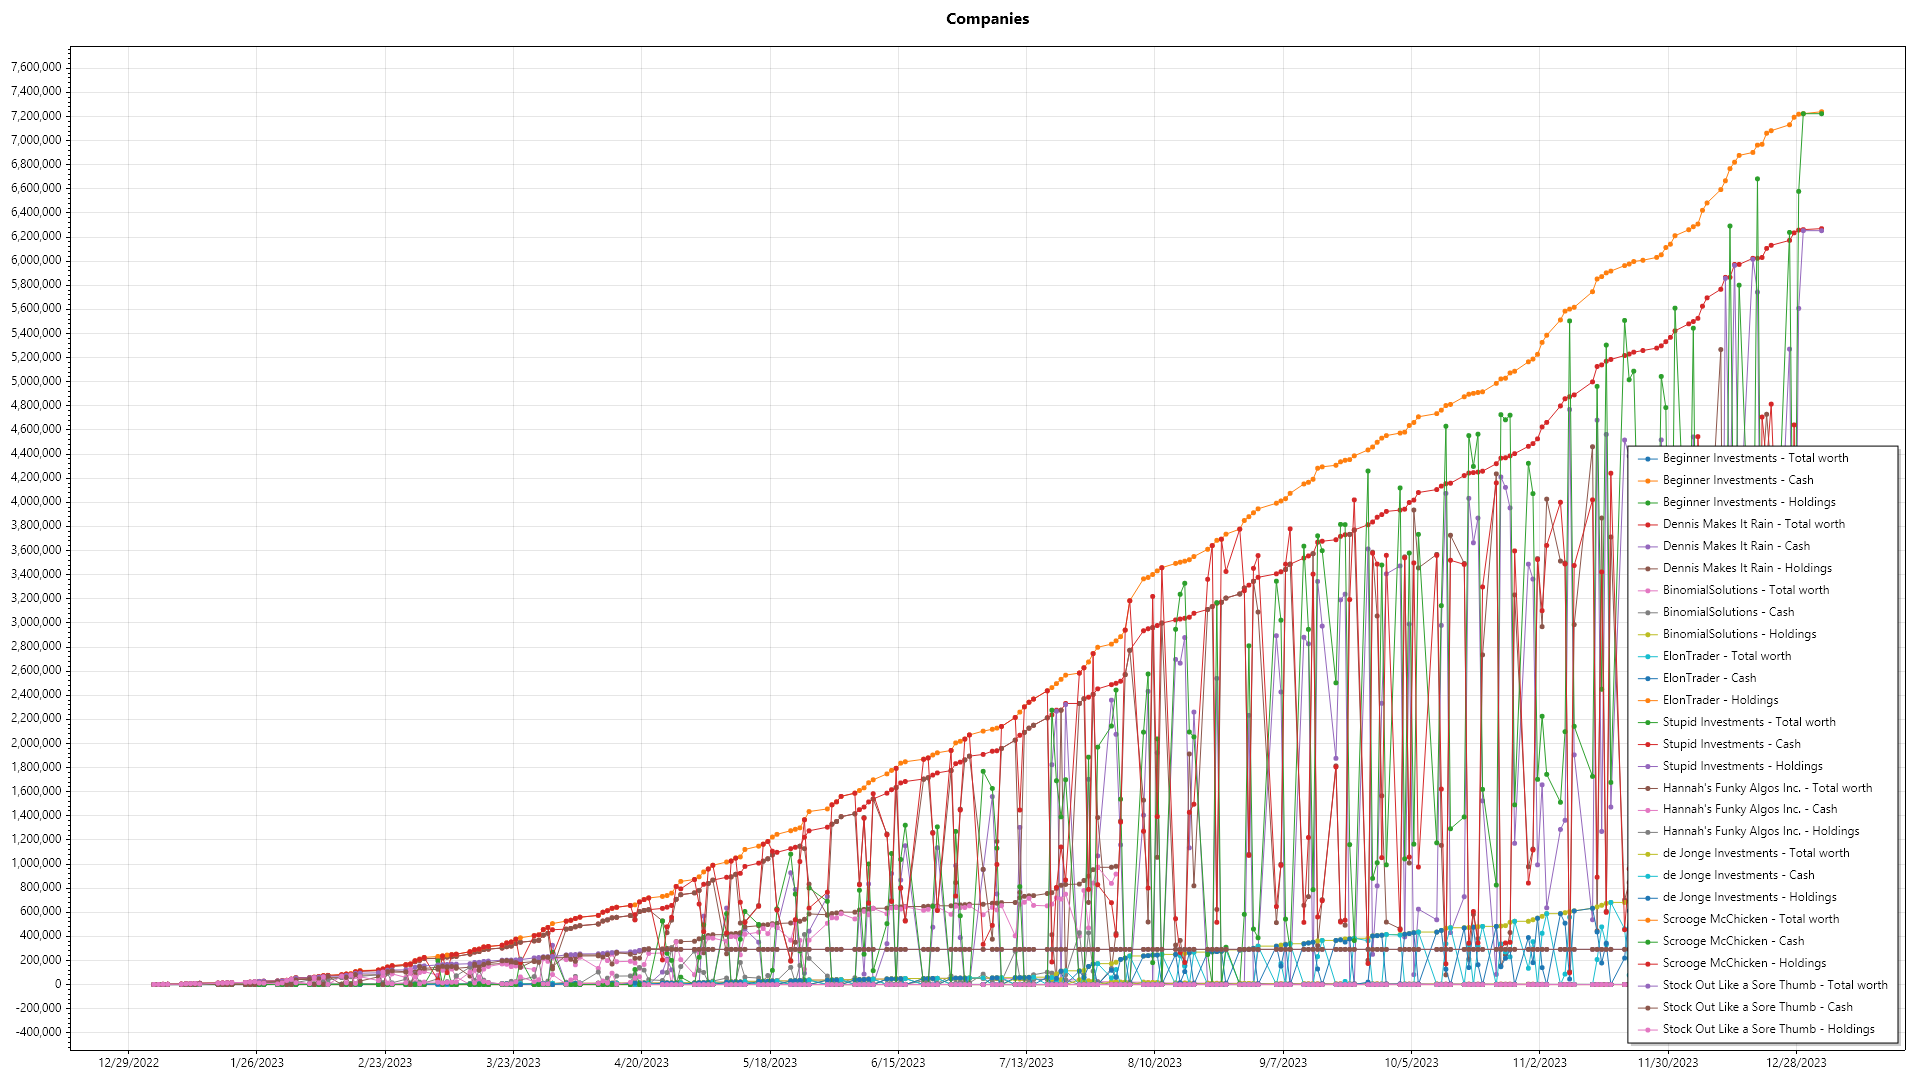 Companies
7,600,000
7,400,000
7,200,000
7,000,000
6,800,000
6,600,000
6,400,000
6,200,000
6,000,000
5,800,000
5,600,000
5,400,000
5,200,000
5,000,000
4,800,000
4,600,000
4,400,000
4,200,000
4,000,000
3,800,000
3,600,000
3,400,000
3,200,000
3,000,000
2,800,000
2,600,000
2,400,000
2,200,000
2,000,000
1,800,000
1,600,000
1,400,000
1,200,000
1,000,000
800,000
600,000
400,000
200,000
0
-200,000
-400,000
Beginner Investments - Total worth
Beginner Investments - Cash
Beginner Investments - Holdings
Dennis Makes It Rain - Total worth
Dennis Makes It Rain - Cash
Dennis Makes It Rain - Holdings
BinomialSolutions - Total worth
BinomialSolutions - Cash
BinomialSolutions - Holdings
ElonTrader - Total worth
ElonTrader - Cash
ElonTrader - Holdings
Stupid Investments - Total worth
Stupid Investments - Cash
Stupid Investments - Holdings
Hannah's Funky Algos Inc. - Total worth
Hannah's Funky Algos Inc. - Cash
Hannah's Funky Algos Inc. - Holdings
de Jonge Investments - Total worth
de Jonge Investments - Cash
de Jonge Investments - Holdings
Scrooge McChicken - Total worth
Scrooge McChicken - Cash
Scrooge McChicken - Holdings
Stock Out Like a Sore Thumb - Total worth
Stock Out Like a Sore Thumb - Cash
Stock Out Like a Sore Thumb - Holdings
12/29/2022 1/26/2023 2/23/2023 3/23/2023 4/20/2023 5/18/2023 6/15/2023 7/13/2023 8/10/2023 9/7/2023 10/5/2023 11/2/2023 11/30/2023 12/28/2023